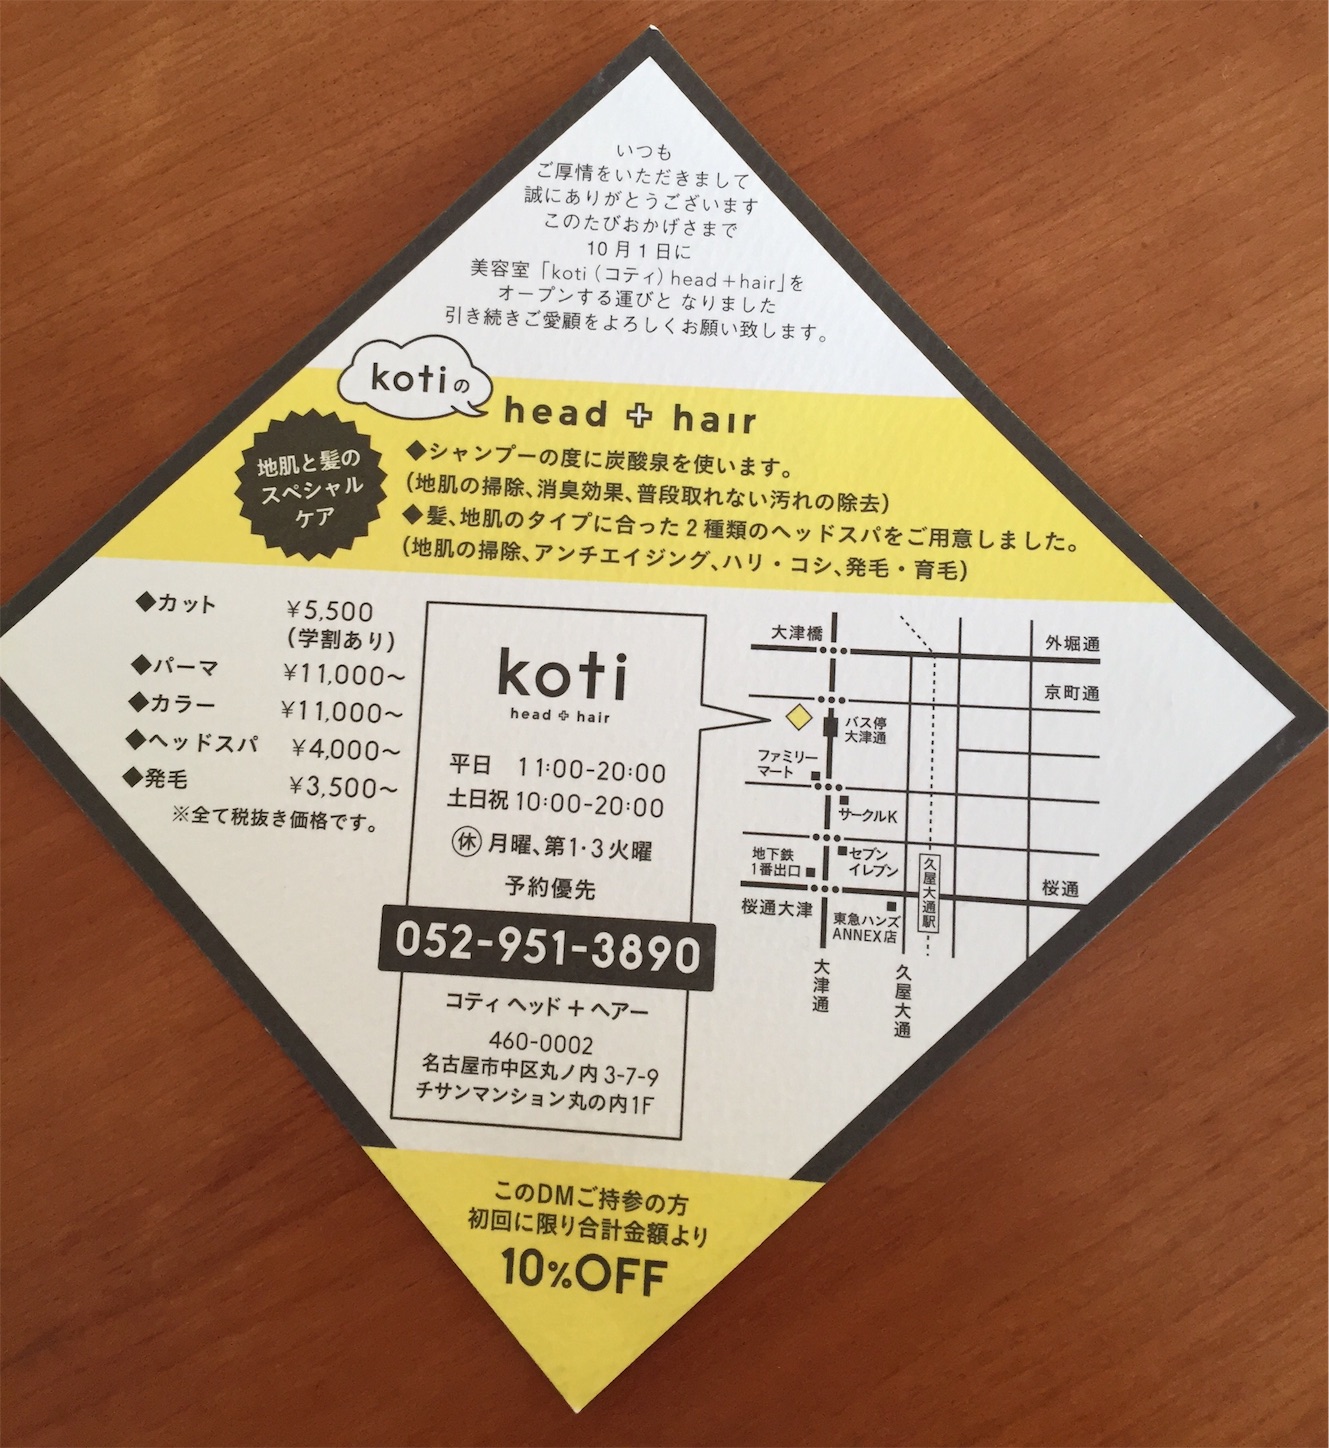 いつも
ご厚情をいただきまして
誠にありがとうございます
このたびおかげさまで
10月1日に
美容室「koti（コティ）head+hair」を
オープンする運びと なりました
引き続きご愛顧をよろしくお願い致します。
kotiの
head + hair
地肌と髪の
スペシャル
ケア
◆シャンプーの度に炭酸泉を使います。
(地肌の掃除、消臭効果、普段取れない汚れの除去)
◆髪、地肌のタイプに合った2種類のヘッドスパをご用意しました。
(地肌の掃除、アンチエイジング、ハリ・コシ、発毛・育毛)
◆カット ¥5,500
(学割あり)
◆パーマ ¥11,000〜
◆カラー ¥11,000〜
◆ヘッドスパ ¥4,000〜
◆発毛 ¥3,500〜
※全て税抜き価格です。
koti
head + hair
平日 11:00-20:00
土日祝 10:00-20:00
㊡ 月曜、第1・3火曜
予約優先
052-951-3890
コティ ヘッド + ヘアー
460-0002
名古屋市中区丸ノ内 3-7-9
チサンマンション丸の内1F
大津橋
外堀通
京町通
バス停
大津通
ファミリー
マート
サークルK
地下鉄
1番出口
セブン
イレブン
久屋大通駅
桜通
桜通大津
東急ハンズ
ANNEX店
大津通
久屋大通
このDMご持参の方
初回に限り合計金額より
10%OFF